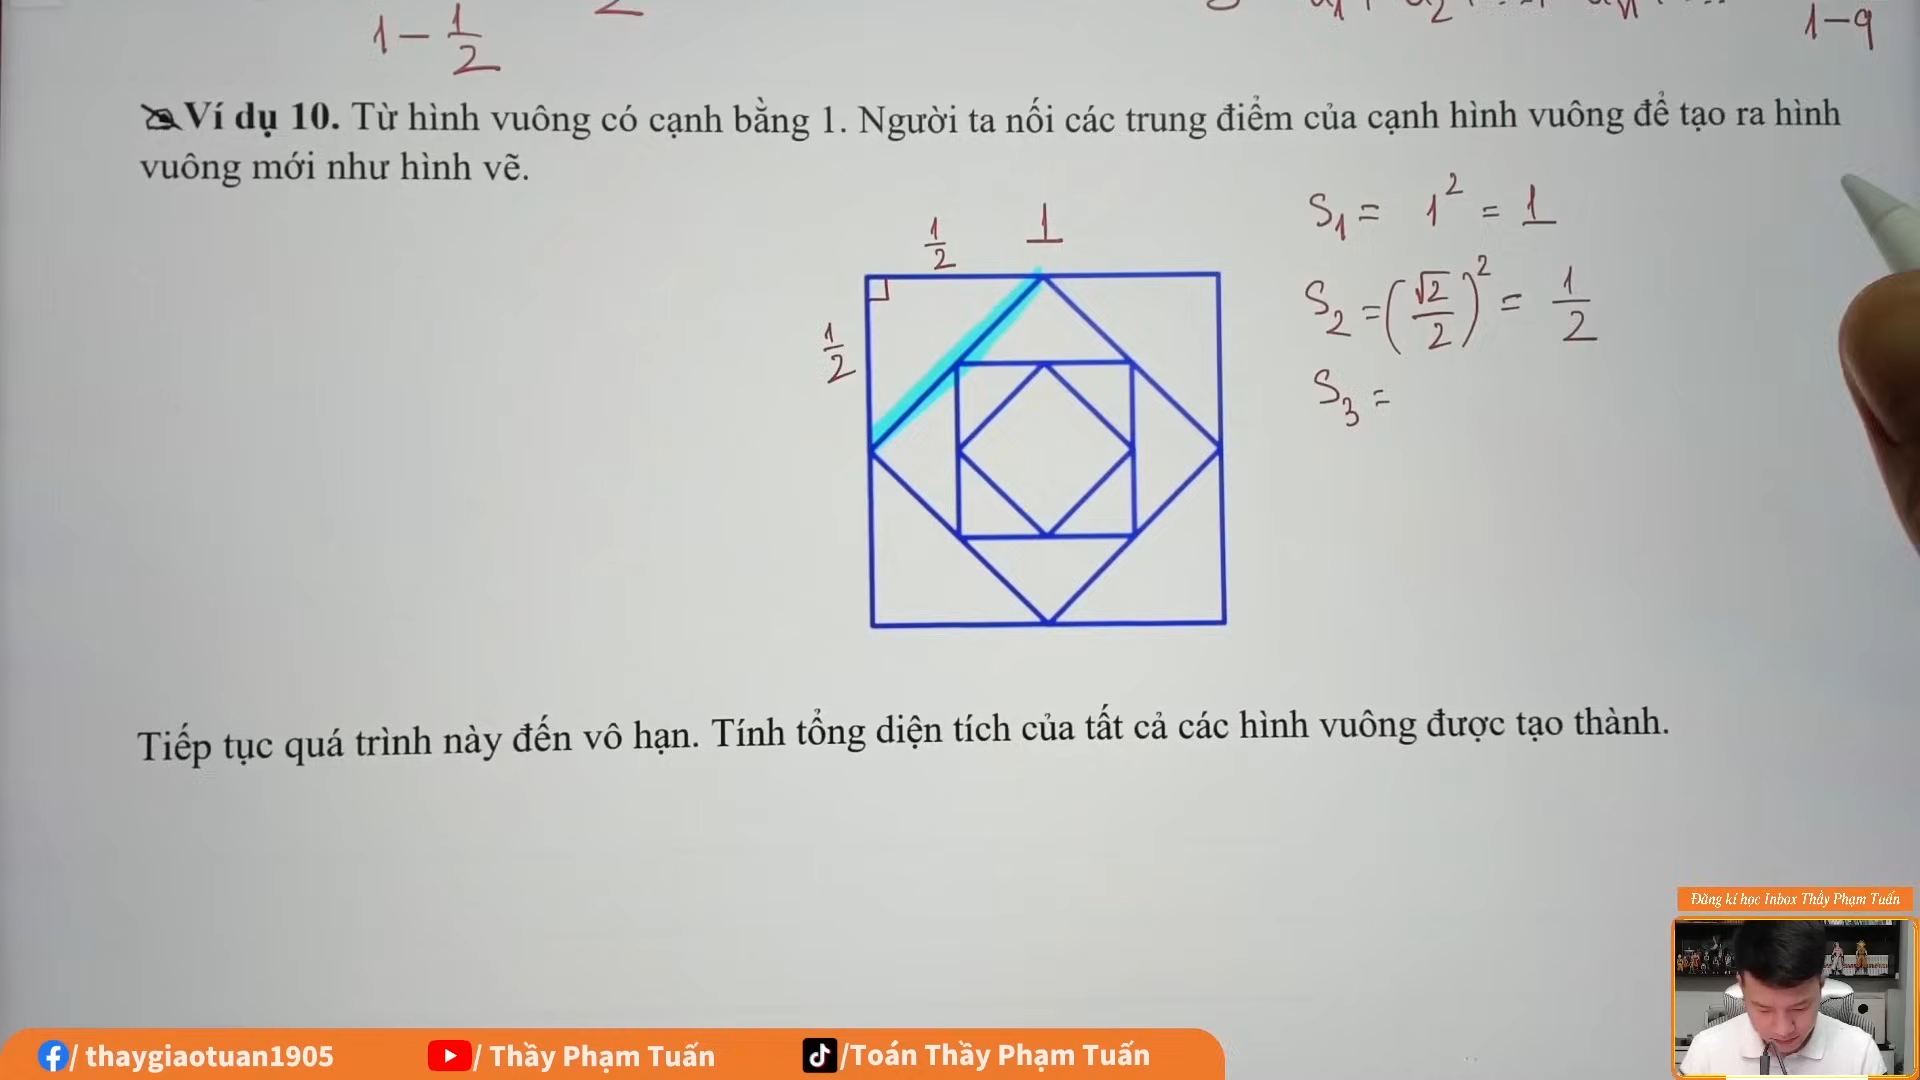 1 - 1/2
1-q
Ví dụ 10. Từ hình vuông có cạnh bằng 1. Người ta nối các trung điểm của cạnh hình vuông để tạo ra hình
vuông mới như hình vẽ.
1/2 1
1/2
S₁ = 1² = 1
S₂ = (√2/2)² = 1/2
S₃ =
Tiếp tục quá trình này đến vô hạn. Tính tổng diện tích của tất cả các hình vuông được tạo thành.
Đăng kí học Inbox Thầy Phạm Tuấn
/ thaygiaotuan1905
/ Thầy Phạm Tuấn
/Toán Thầy Phạm Tuấn